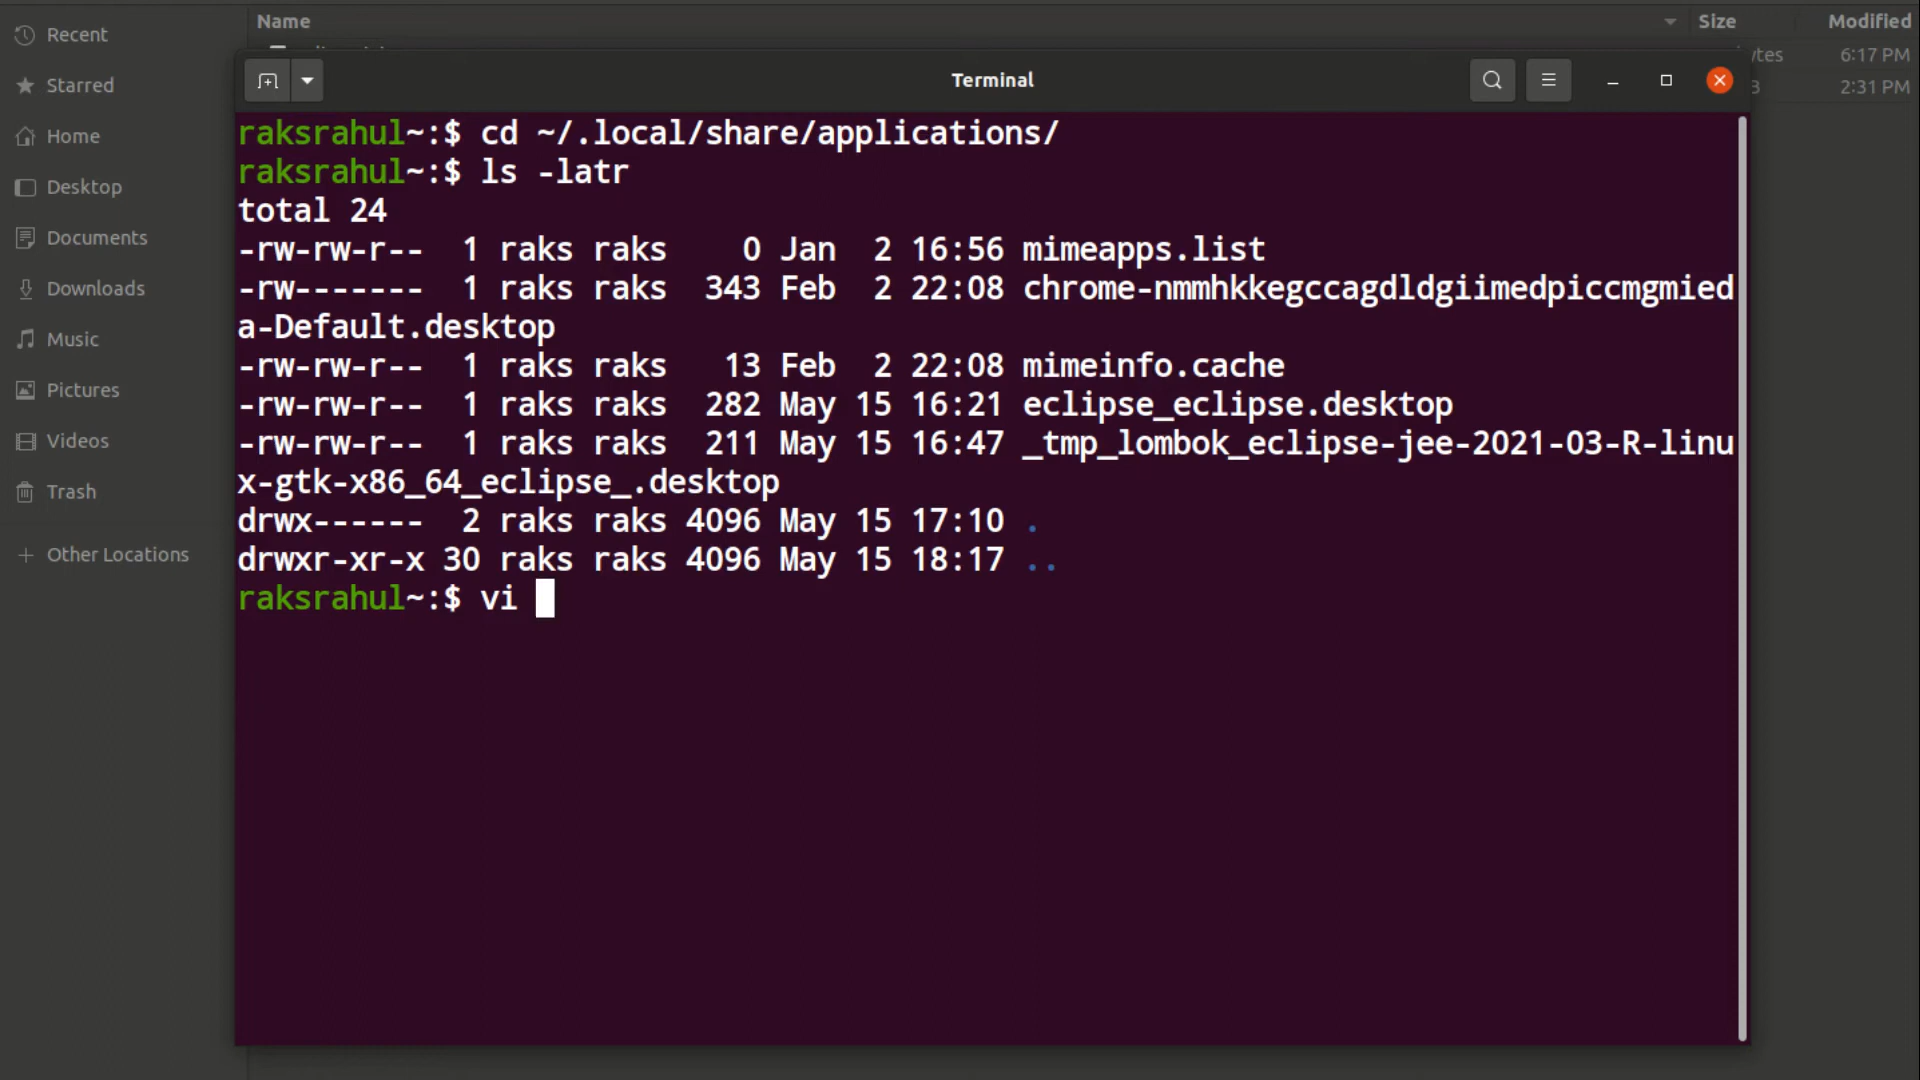 Recent
Starred
Home
Desktop
Documents
Downloads
Music
Pictures
Videos
Trash
Other Locations
Name Size Modified
6:17 PM
2:31 PM
Terminal
raksrahul~:$ cd ~/.local/share/applications/
raksrahul~:$ ls -latr
total 24
-rw-rw-r--  1 raks raks    0 Jan  2 16:56 mimeapps.list
-rw-------  1 raks raks  343 Feb  2 22:08 chrome-nmmhkkegccagdldgiimedpiccmgmied
a-Default.desktop
-rw-rw-r--  1 raks raks   13 Feb  2 22:08 mimeinfo.cache
-rw-rw-r--  1 raks raks  282 May 15 16:21 eclipse_eclipse.desktop
-rw-rw-r--  1 raks raks  211 May 15 16:47 _tmp_lombok_eclipse-jee-2021-03-R-linu
x-gtk-x86_64_eclipse_.desktop
drwx------  2 raks raks 4096 May 15 17:10 .
drwxr-xr-x 30 raks raks 4096 May 15 18:17 ..
raksrahul~:$ vi